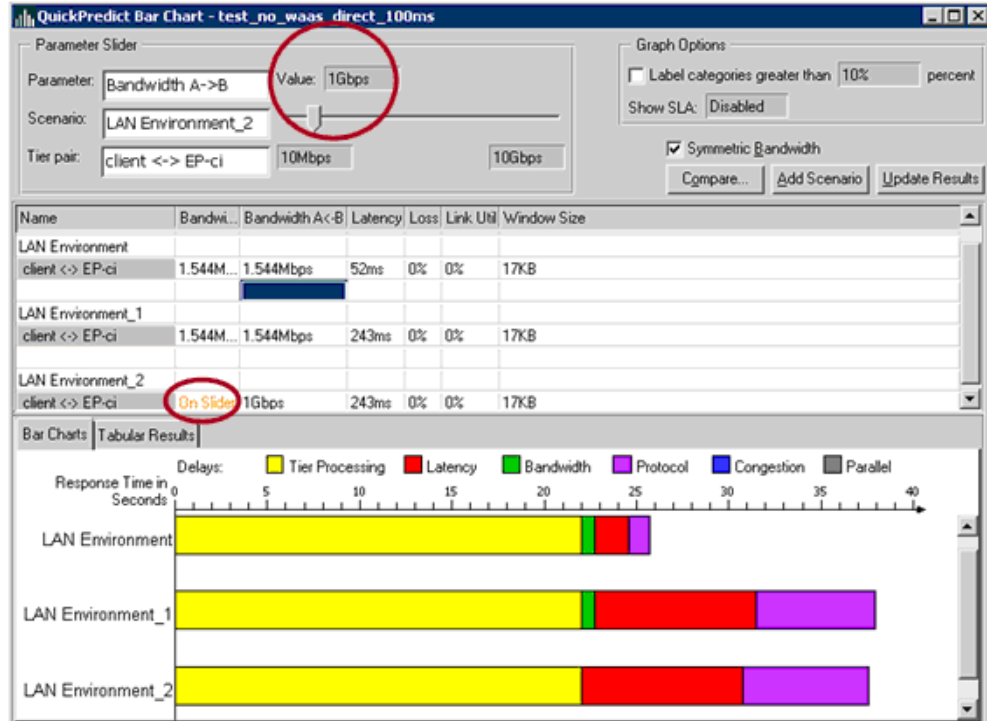 QuickPredict Bar Chart - test_no_waas_direct_100ms
Parameter Slider
Parameter: Bandwidth A->B Value: 1Gbps
Scenario: LAN Environment_2
Tier pair: client <-> EP-ci 10Mbps 10Gbps
Graph Options
Label categories greater than 10% percent
Show SLA: Disabled
Symmetric Bandwidth
Compare... Add Scenario Update Results
Name Bandwi... Bandwidth A<-B Latency Loss Link Util Window Size
LAN Environment
client <-> EP-ci 1.544M... 1.544Mbps 52ms 0% 0% 17KB
LAN Environment_1
client <-> EP-ci 1.544M... 1.544Mbps 243ms 0% 0% 17KB
LAN Environment_2
client <-> EP-ci On Slider 1Gbps 243ms 0% 0% 17KB
Bar Charts Tabular Results
Delays: Tier Processing Latency Bandwidth Protocol Congestion Parallel
Response Time in
Seconds 0 5 10 15 20 25 30 35 40
LAN Environment
LAN Environment_1
LAN Environment_2